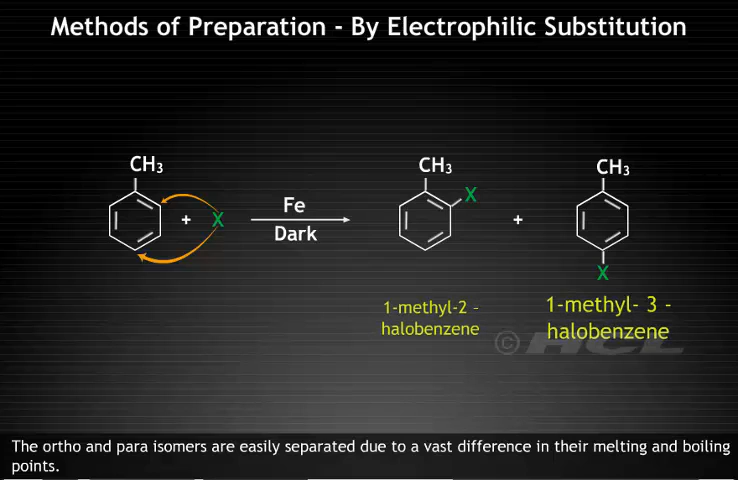 Methods of Preparation - By Electrophilic Substitution
CH3
CH3
CH3
X
+
X
Fe
Dark
+
X
1-methyl-2 -
halobenzene
1-methyl- 3 -
halobenzene
© HCL
The ortho and para isomers are easily separated due to a vast difference in their melting and boiling
points.